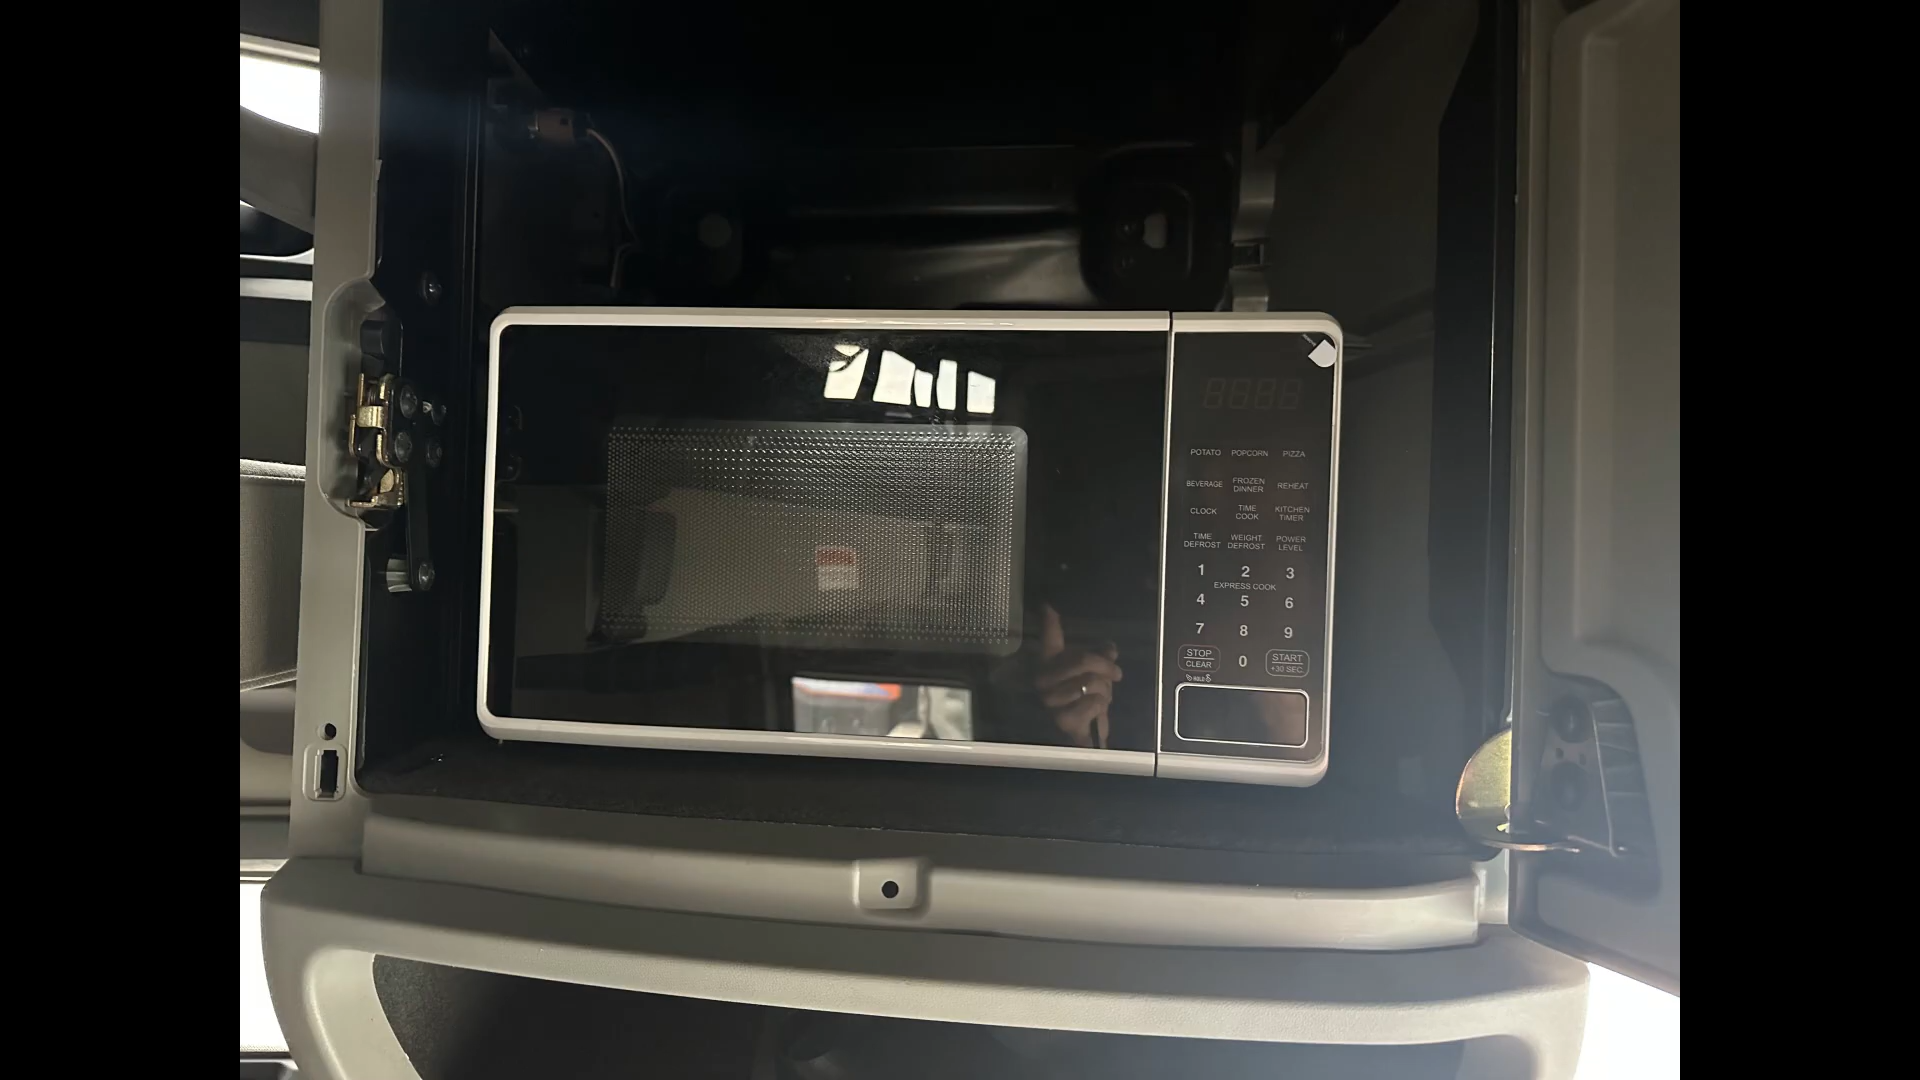 POTATO POPCORN PIZZA
BEVERAGE FROZEN DINNER REHEAT
CLOCK TIME COOK KITCHEN TIMER
TIME DEFROST WEIGHT DEFROST POWER LEVEL
1 2 3
EXPRESS COOK
4 5 6
7 8 9
STOP CLEAR 0 START +30 SEC.
HOLD